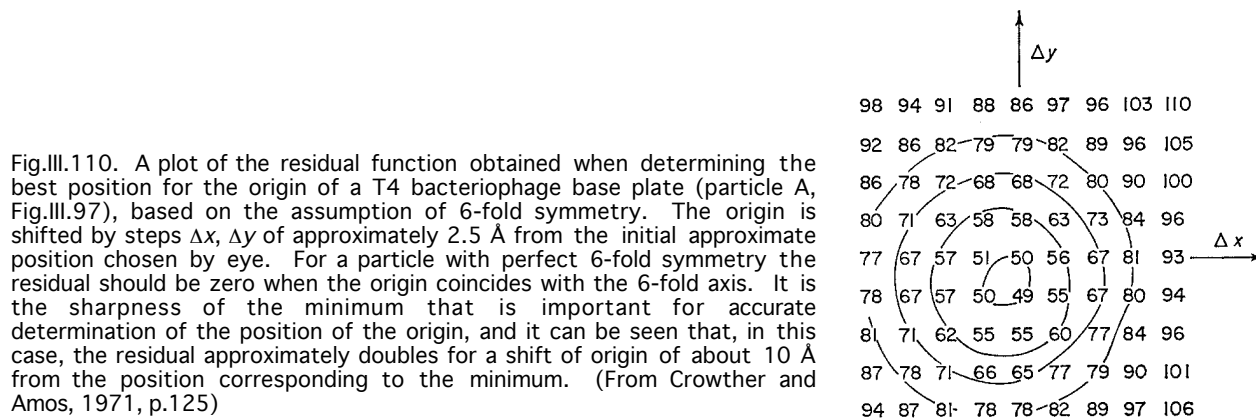 Fig.III.110. A plot of the residual function obtained when determining the
best position for the origin of a T4 bacteriophage base plate (particle A,
Fig.III.97), based on the assumption of 6-fold symmetry. The origin is
shifted by steps Δx, Δy of approximately 2.5 Å from the initial approximate
position chosen by eye. For a particle with perfect 6-fold symmetry the
residual should be zero when the origin coincides with the 6-fold axis. It is
the sharpness of the minimum that is important for accurate
determination of the position of the origin, and it can be seen that, in this
case, the residual approximately doubles for a shift of origin of about 10 Å
from the position corresponding to the minimum. (From Crowther and
Amos, 1971, p.125)
Δy
98 94 91 88 86 97 96 103 110
92 86 82 79 79 82 89 96 105
86 78 72 68 68 72 80 90 100
80 71 63 58 58 63 73 84 96
77 67 57 51 50 56 67 81 93
Δx
78 67 57 50 49 55 67 80 94
81 71 62 55 55 60 77 84 96
87 78 71 66 65 77 79 90 101
94 87 81 78 78 82 89 97 106